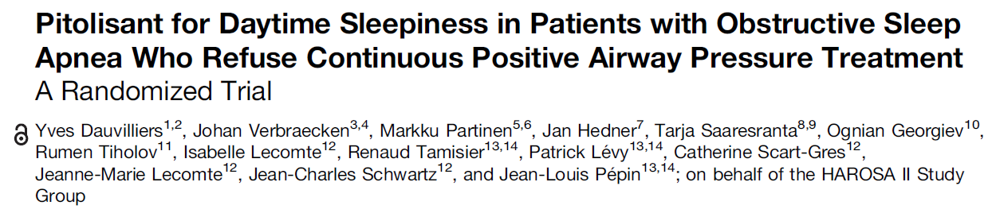 Pitolisant for Daytime Sleepiness in Patients with Obstructive Sleep
Apnea Who Refuse Continuous Positive Airway Pressure Treatment
A Randomized Trial
Yves Dauvilliers1,2, Johan Verbraecken3,4, Markku Partinen5,6, Jan Hedner7, Tarja Saaresranta8,9, Ognian Georgiev10,
Rumen Tiholov11, Isabelle Lecomte12, Renaud Tamisier13,14, Patrick Lévy13,14, Catherine Scart-Gres12,
Jeanne-Marie Lecomte12, Jean-Charles Schwartz12, and Jean-Louis Pépin13,14; on behalf of the HAROSA II Study
Group